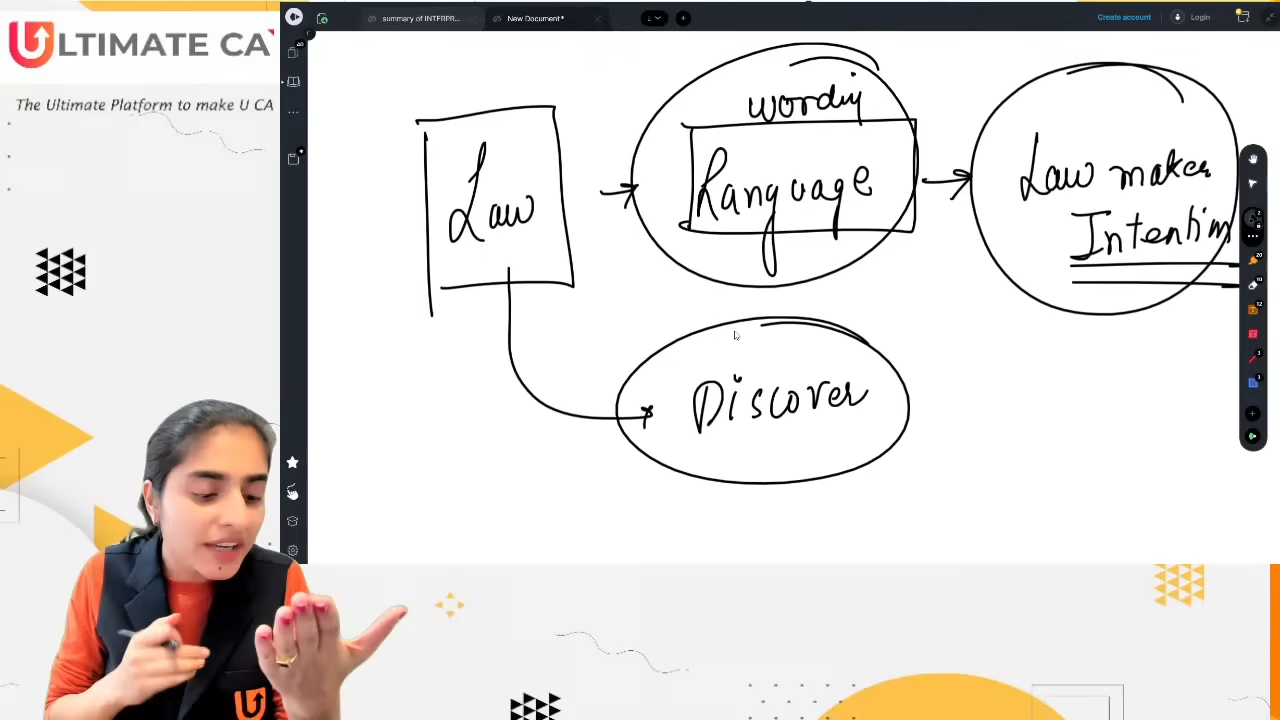 ULTIMATE CA
The Ultimate Platform to make U CA
summary of INTERPR...
New Document*
1
Create account
Login
wording
Law
Language
Law maker
Intention
Discover